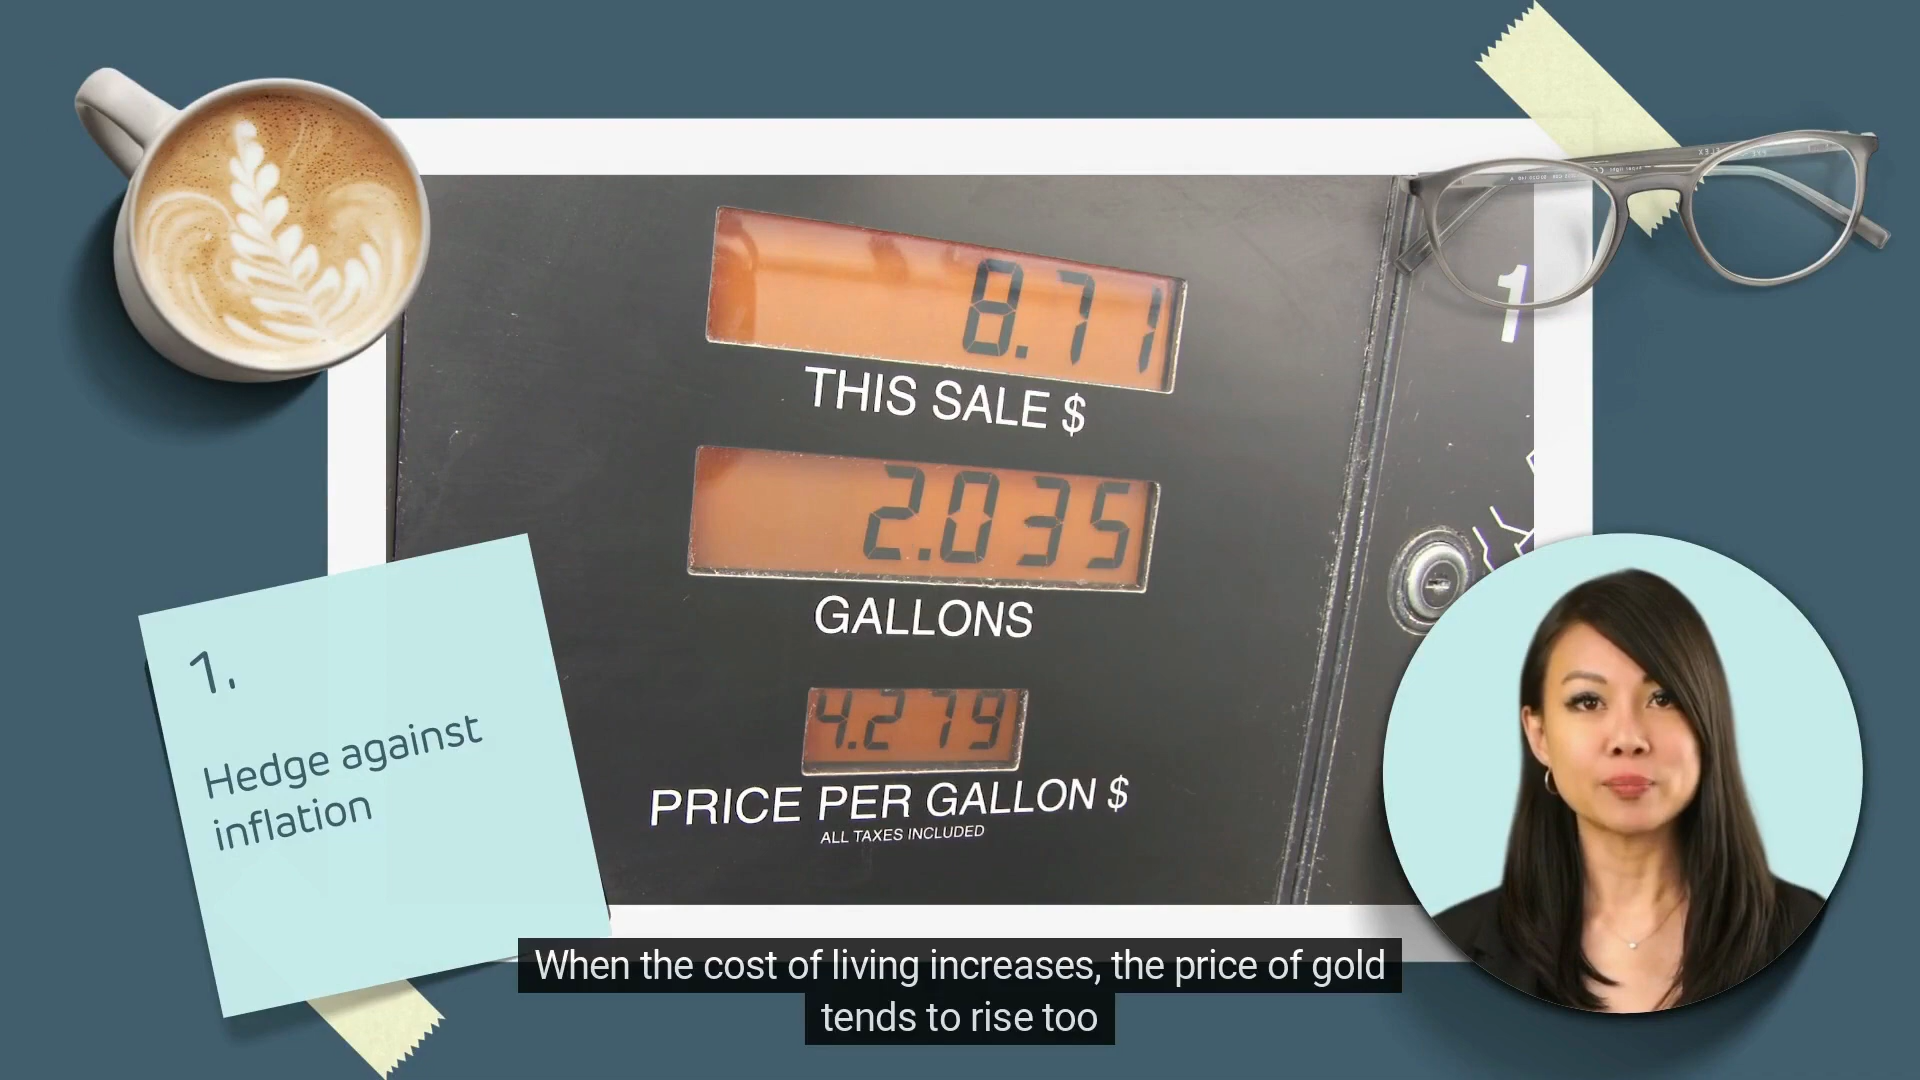 8.71
THIS SALE $
2.035
GALLONS
4.279
PRICE PER GALLON $
ALL TAXES INCLUDED
1
1.
Hedge against
inflation
When the cost of living increases, the price of gold
tends to rise too